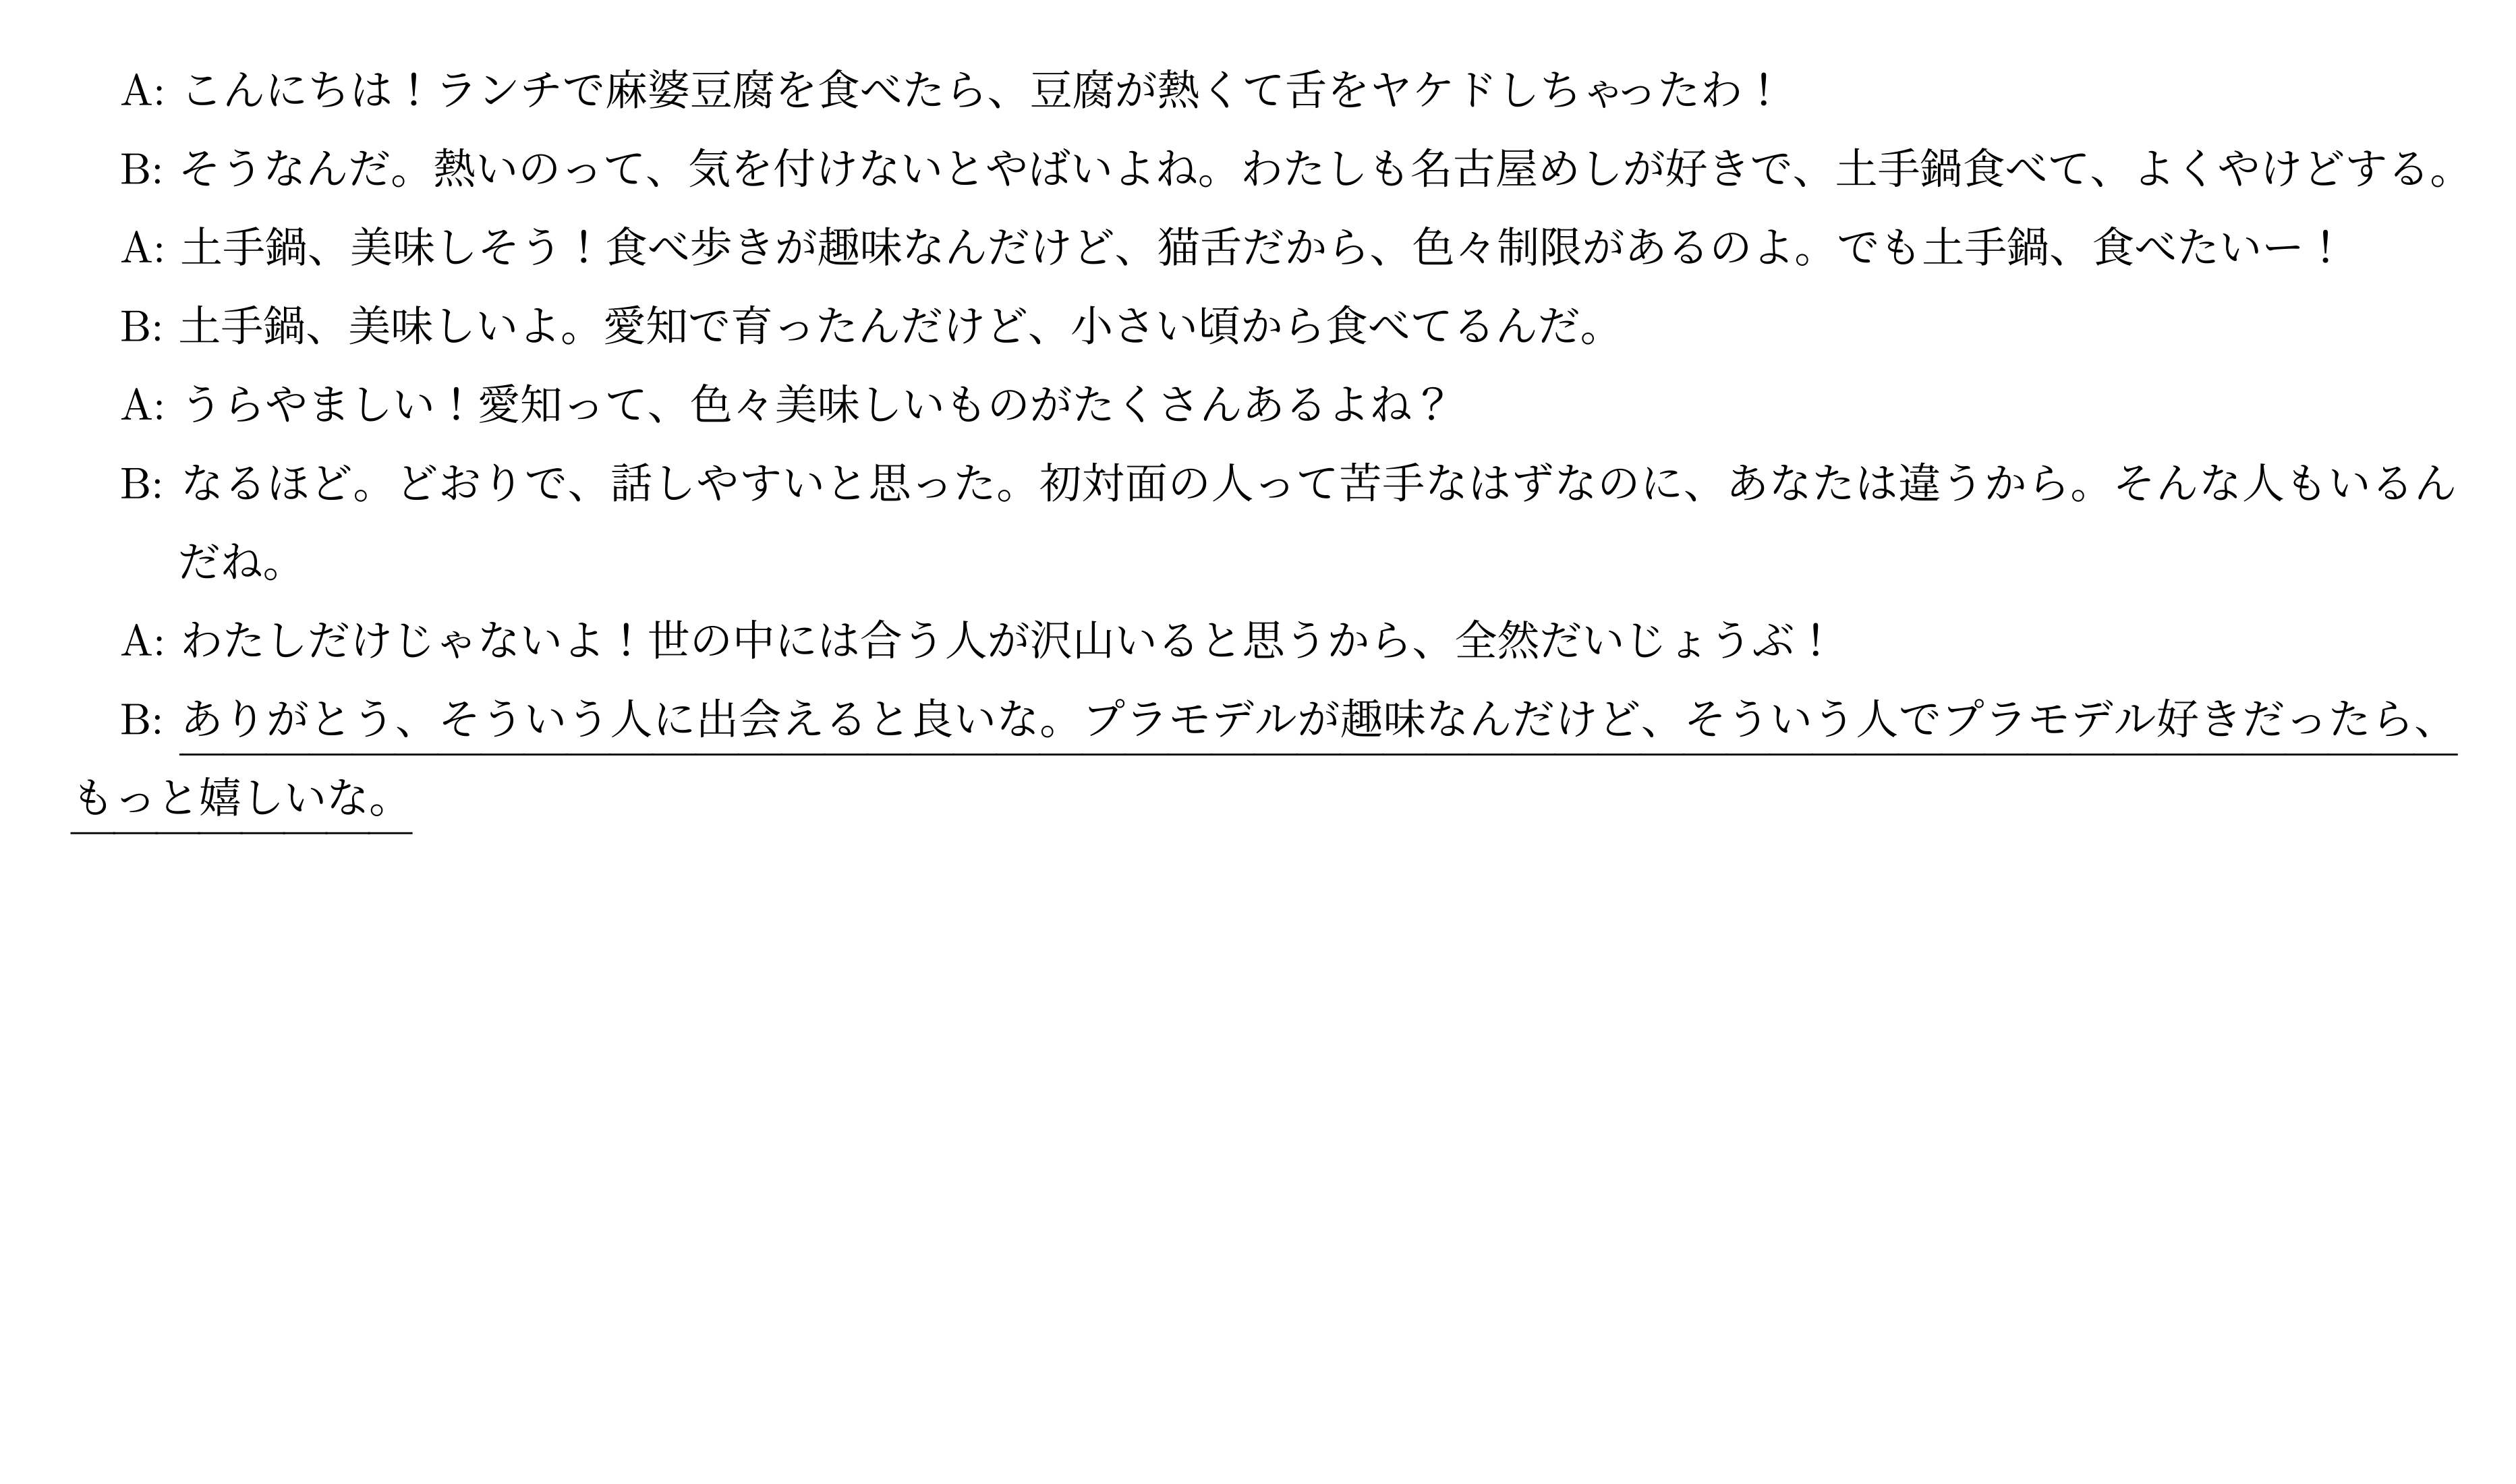 A: こんにちは！ランチで麻婆豆腐を食べたら、豆腐が熱くて舌をヤケドしちゃったわ！
B: そうなんだ。熱いのって、気を付けないとやばいよね。わたしも名古屋めしが好きで、土手鍋食べて、よくやけどする。
A: 土手鍋、美味しそう！食べ歩きが趣味なんだけど、猫舌だから、色々制限があるのよ。でも土手鍋、食べたいー！
B: 土手鍋、美味しいよ。愛知で育ったんだけど、小さい頃から食べてるんだ。
A: うらやましい！愛知って、色々美味しいものがたくさんあるよね？
B: なるほど。どおりで、話しやすいと思った。初対面の人って苦手なはずなのに、あなたは違うから。そんな人もいるん
だね。
A: わたしだけじゃないよ！世の中には合う人が沢山いると思うから、全然だいじょうぶ！
B: ありがとう、そういう人に出会えると良いな。プラモデルが趣味なんだけど、そういう人でプラモデル好きだったら、
もっと嬉しいな。